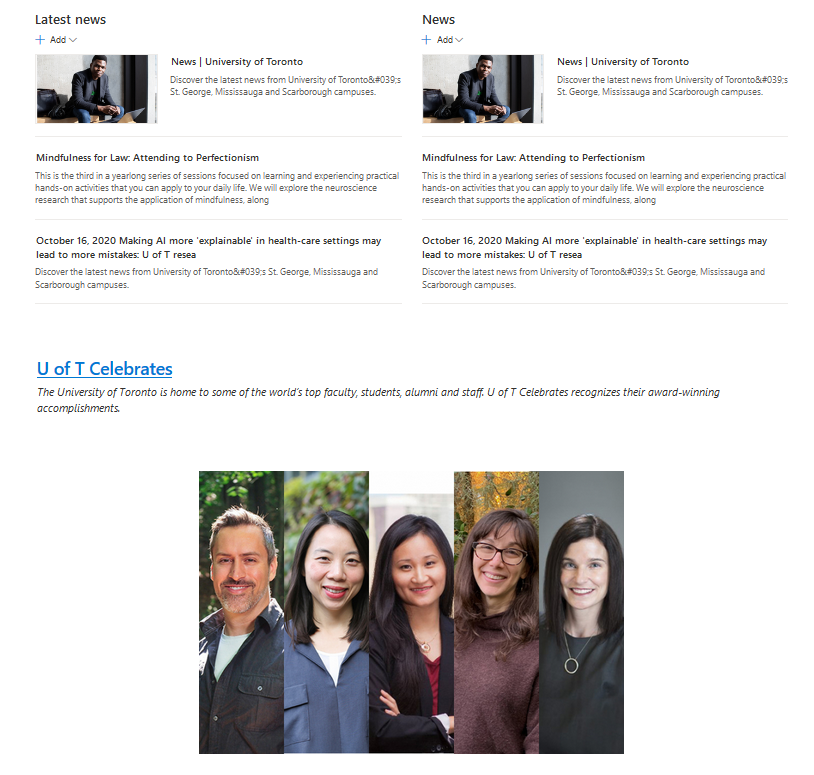 Latest news
Add
News | University of Toronto
Discover the latest news from University of Toronto&#039;s
St. George, Mississauga and Scarborough campuses.
Mindfulness for Law: Attending to Perfectionism
This is the third in a yearlong series of sessions focused on learning and experiencing practical
hands-on activities that you can apply to your daily life. We will explore the neuroscience
research that supports the application of mindfulness, along
October 16, 2020 Making AI more 'explainable' in health-care settings may
lead to more mistakes: U of T resea
Discover the latest news from University of Toronto&#039;s St. George, Mississauga and
Scarborough campuses.
News
Add
News | University of Toronto
Discover the latest news from University of Toronto&#039;s
St. George, Mississauga and Scarborough campuses.
Mindfulness for Law: Attending to Perfectionism
This is the third in a yearlong series of sessions focused on learning and experiencing practical
hands-on activities that you can apply to your daily life. We will explore the neuroscience
research that supports the application of mindfulness, along
October 16, 2020 Making AI more 'explainable' in health-care settings may
lead to more mistakes: U of T resea
Discover the latest news from University of Toronto&#039;s St. George, Mississauga and
Scarborough campuses.
U of T Celebrates
The University of Toronto is home to some of the world's top faculty, students, alumni and staff. U of T Celebrates recognizes their award-winning
accomplishments.